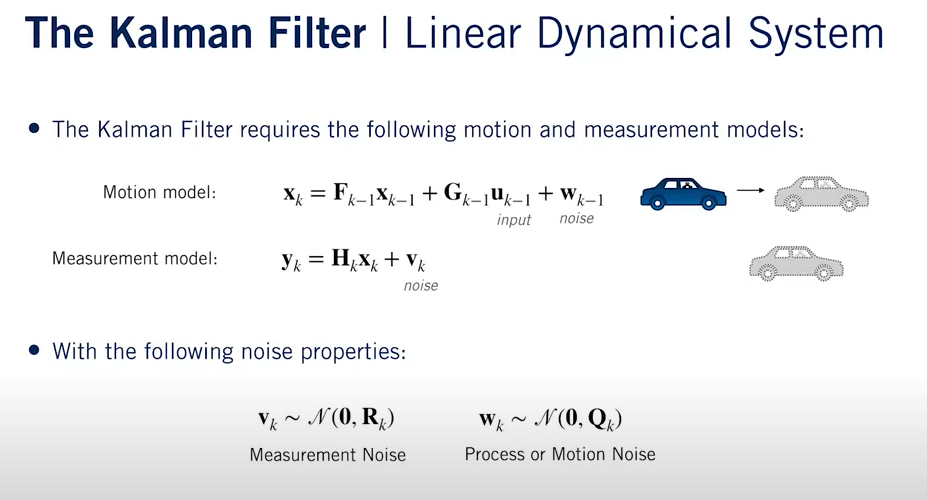 The Kalman Filter | Linear Dynamical System
• The Kalman Filter requires the following motion and measurement models:
Motion model: 𝐱ₖ = 𝐅ₖ₋₁𝐱ₖ₋₁ + 𝐆ₖ₋₁𝐮ₖ₋₁ + 𝐰ₖ₋₁
input noise
Measurement model: 𝐲ₖ = 𝐇ₖ𝐱ₖ + 𝐯ₖ
noise
• With the following noise properties:
𝐯ₖ ~ 𝒩(𝟎, 𝐑ₖ) 𝐰ₖ ~ 𝒩(𝟎, 𝐐ₖ)
Measurement Noise Process or Motion Noise